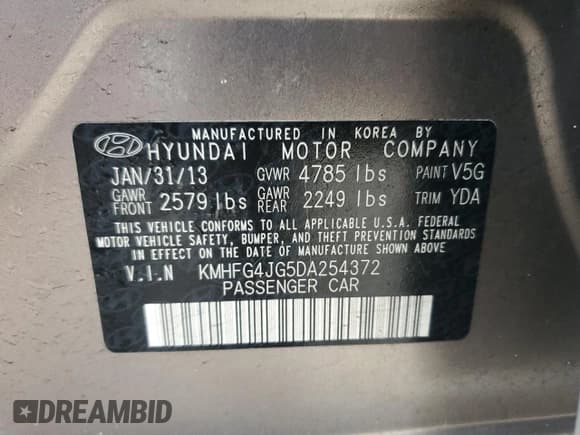 MANUFACTURED IN KOREA BY
HYUNDAI MOTOR COMPANY
JAN/31/13 GVWR 4785 lbs PAINT V5G
GAWR FRONT 2579 lbs GAWR REAR 2249 lbs TRIM YDA
THIS VEHICLE CONFORMS TO ALL APPLICABLE U.S.A. FEDERAL
MOTOR VEHICLE SAFETY, BUMPER, AND THEFT PREVENTION STANDARDS
IN EFFECT ON THE DATE OF MANUFACTURE SHOWN ABOVE.
V.I.N KMHFG4JG5DA254372
PASSENGER CAR
DREAMBID